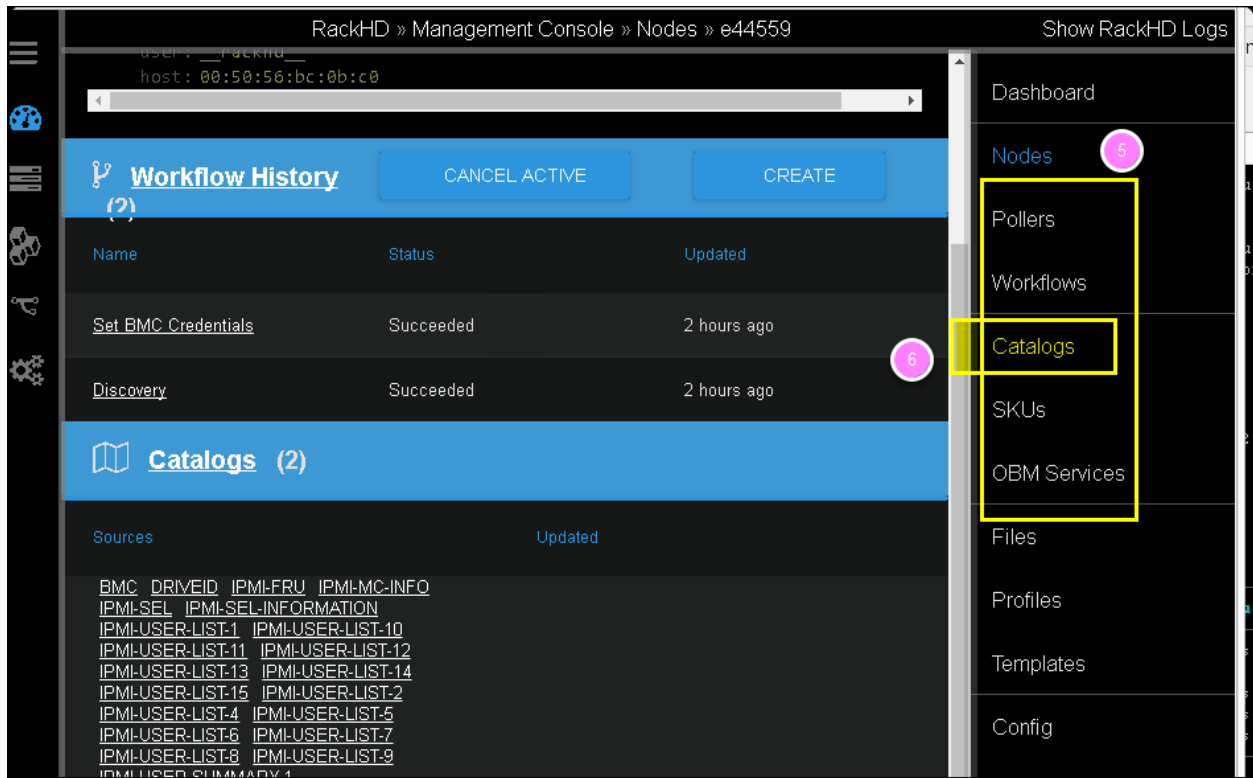 RackHD » Management Console » Nodes » e44559
Show RackHD Logs
user: __rackhd__
host: 00:50:56:bc:0b:c0
Workflow History
(2)
CANCEL ACTIVE
CREATE
Name Status Updated
Set BMC Credentials Succeeded 2 hours ago
Discovery Succeeded 2 hours ago
Catalogs (2)
Sources Updated
BMC DRIVEID IPMI-FRU IPMI-MC-INFO
IPMI-SEL IPMI-SEL-INFORMATION
IPMI-USER-LIST-1 IPMI-USER-LIST-10
IPMI-USER-LIST-11 IPMI-USER-LIST-12
IPMI-USER-LIST-13 IPMI-USER-LIST-14
IPMI-USER-LIST-15 IPMI-USER-LIST-2
IPMI-USER-LIST-4 IPMI-USER-LIST-5
IPMI-USER-LIST-6 IPMI-USER-LIST-7
IPMI-USER-LIST-8 IPMI-USER-LIST-9
IPMI-USER-SUMMARY-1
Dashboard
Nodes
5
Pollers
Workflows
6
Catalogs
SKUs
OBM Services
Files
Profiles
Templates
Config